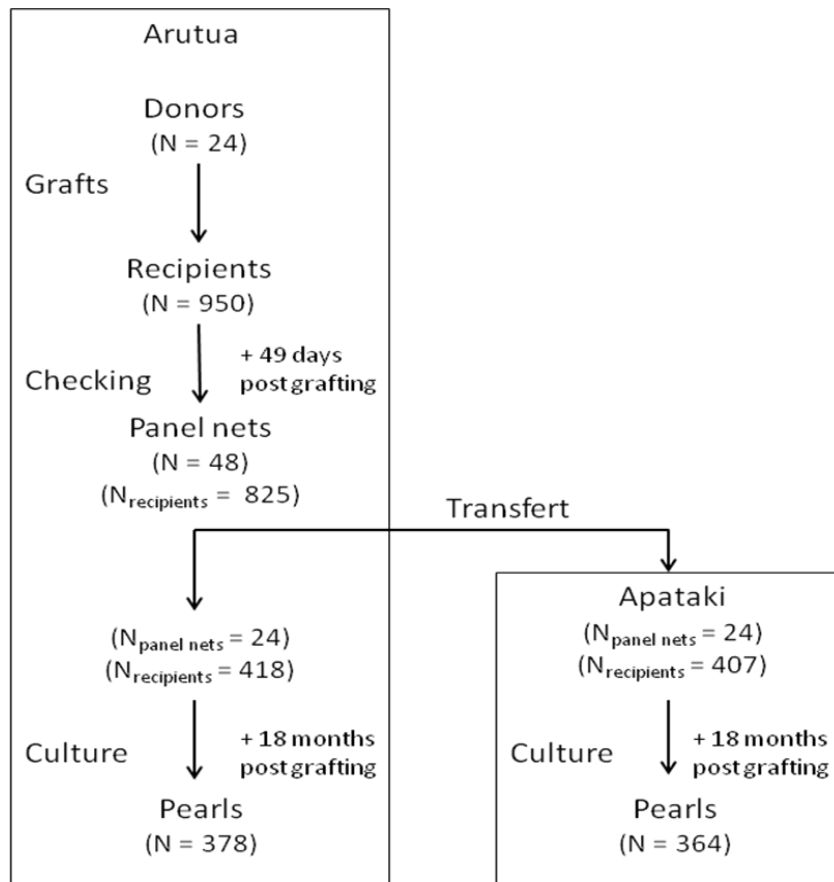 Arutua
Donors
(N = 24)
Grafts
Recipients
(N = 950)
+ 49 days
Checking
post grafting
Panel nets
(N = 48)
(Nrecipients = 825)
Transfert
Apataki
(Npanel nets = 24)
(Nrecipients = 418)
(Npanel nets = 24)
(Nrecipients = 407)
Culture
+ 18 months
post grafting
Culture
+ 18 months
post grafting
Pearls
(N = 378)
Pearls
(N = 364)